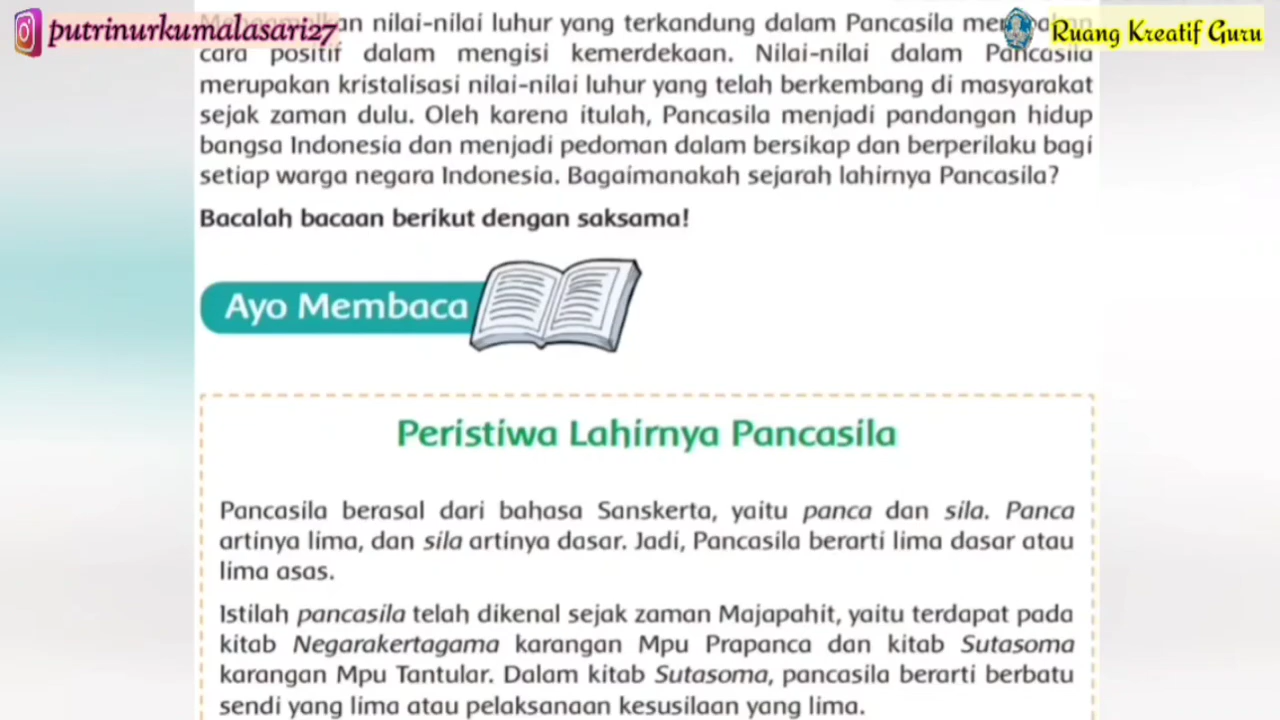 putrinurkumalasari27
Ruang Kreatif Guru
nilai-nilai luhur yang terkandung dalam Pancasila
cara positif dalam mengisi kemerdekaan. Nilai-nilai dalam Pancasila
merupakan kristalisasi nilai-nilai luhur yang telah berkembang di masyarakat
sejak zaman dulu. Oleh karena itulah, Pancasila menjadi pandangan hidup
bangsa Indonesia dan menjadi pedoman dalam bersikap dan berperilaku bagi
setiap warga negara Indonesia. Bagaimanakah sejarah lahirnya Pancasila?
Bacalah bacaan berikut dengan saksama!
Ayo Membaca
Peristiwa Lahirnya Pancasila
Pancasila berasal dari bahasa Sanskerta, yaitu panca dan sila. Panca
artinya lima, dan sila artinya dasar. Jadi, Pancasila berarti lima dasar atau
lima asas.
Istilah pancasila telah dikenal sejak zaman Majapahit, yaitu terdapat pada
kitab Negarakertagama karangan Mpu Prapanca dan kitab Sutasoma
karangan Mpu Tantular. Dalam kitab Sutasoma, pancasila berarti berbatu
sendi yang lima atau pelaksanaan kesusilaan yang lima.